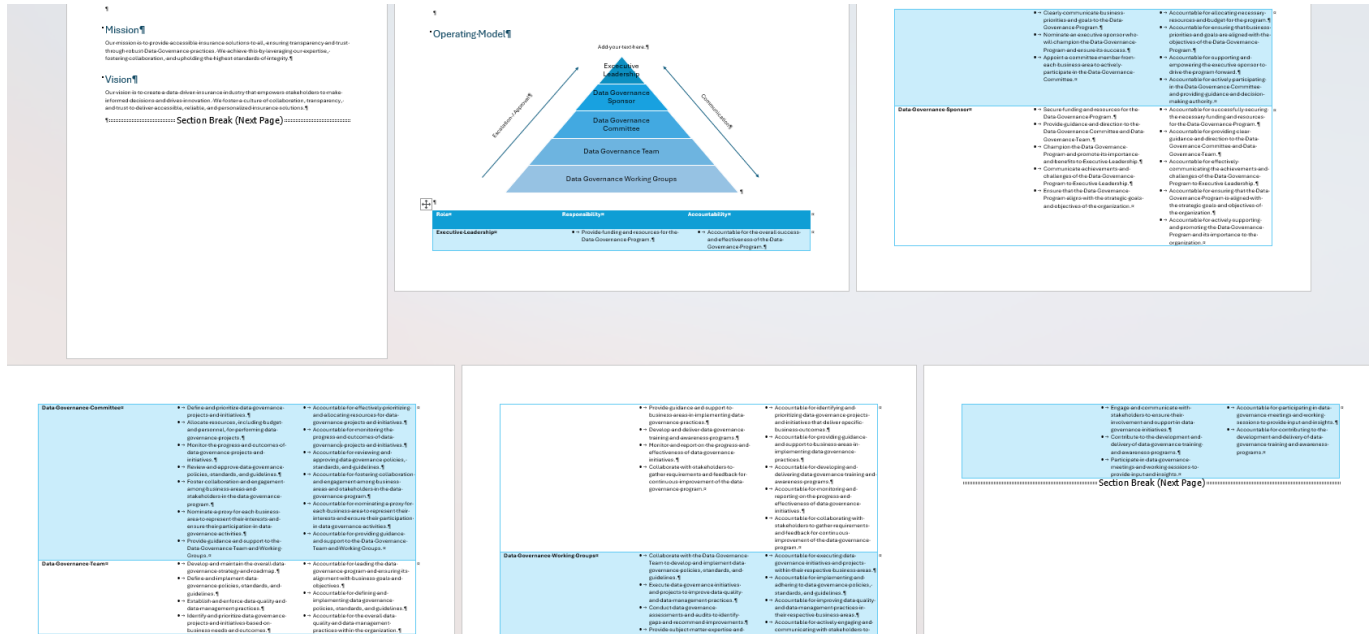 Mission
Our mission is to provide accessible insurance solutions to all, ensuring transparency and trust
through robust Data Governance practices. We achieve this by leveraging our expertise,
fostering collaboration, and upholding the highest standards of integrity.
Vision
Our vision is to create a data-driven insurance industry that empowers stakeholders to make
informed decisions and drives innovation. We foster a culture of collaboration, transparency,
and trust to deliver accessible, reliable, and personalized insurance solutions.
Section Break (Next Page)
Operating Model
Add your text here.
Executive
Leadership
Data Governance
Sponsor
Data Governance
Committee
Data Governance Team
Data Governance Working Groups
Escalation / Approval
Communication
Role
Responsibility
Accountability
Executive Leadership
Provide funding and resources for the
Data Governance Program.
Accountable for the overall success
and effectiveness of the Data
Governance Program.
Clearly communicate business
priorities and goals to the Data
Governance Program.
Nominate an executive sponsor who
will champion the Data Governance
Program and ensure its success.
Appoint a committee member from
each business area to actively
participate in the Data Governance
Committee.
Accountable for allocating necessary
resources and budget for the program.
Accountable for ensuring that business
priorities and goals are aligned with the
objectives of the Data Governance
Program.
Accountable for supporting and
empowering the executive sponsor to
drive the program forward.
Accountable for actively participating
in the Data Governance Committee
and providing guidance and decision-
making authority.
Data Governance Sponsor
Secure funding and resources for the
Data Governance Program.
Provide guidance and direction to the
Data Governance Committee and Data
Governance Team.
Champion the Data Governance
Program and promote its importance
and benefits to Executive Leadership.
Communicate achievements and
challenges of the Data Governance
Program to Executive Leadership.
Ensure that the Data Governance
Program aligns with the strategic goals
and objectives of the organization.
Accountable for successfully securing
the necessary funding and resources
for the Data Governance Program.
Accountable for providing clear
guidance and direction to the Data
Governance Committee and Data
Governance Team.
Accountable for effectively
communicating the achievements and
challenges of the Data Governance
Program to Executive Leadership.
Accountable for ensuring that the Data
Governance Program is aligned with
the strategic goals and objectives of
the organization.
Accountable for actively supporting
and promoting the Data Governance
Program and its importance to the
organization.
Data Governance Committee
Define and prioritize data governance
projects and initiatives.
Allocate resources, including budget
and personnel, for performing data
governance projects.
Monitor the progress and outcomes of
data governance projects and
initiatives.
Review and approve data governance
policies, standards, and guidelines.
Foster collaboration and engagement
among business areas and
stakeholders in the data governance
program.
Nominate a proxy for each business
area to represent their interests and
ensure their participation in data
governance activities.
Provide guidance and support to the
Data Governance Team and Working
Groups.
Accountable for effectively prioritizing
and allocating resources for data
governance projects and initiatives.
Accountable for monitoring the
progress and outcomes of data
governance projects and initiatives.
Accountable for reviewing and
approving data governance policies,
standards, and guidelines.
Accountable for fostering collaboration
and engagement among business
areas and stakeholders in the data
governance program.
Accountable for nominating a proxy for
each business area to represent their
interests and ensure their participation
in data governance activities.
Accountable for providing guidance
and support to the Data Governance
Team and Working Groups.
Data Governance Team
Develop and maintain the overall data
governance strategy and roadmap.
Define and implement data
governance policies, standards, and
guidelines.
Establish and enforce data quality and
data management practices.
Identify and prioritize data governance
projects and initiatives based on
business needs and outcomes.
Accountable for leading the data
governance program and ensuring its
alignment with business goals and
objectives.
Accountable for defining and
implementing data governance
policies, standards, and guidelines.
Accountable for the overall data
quality and data management
practices within the organization.
Provide guidance and support to
business areas in implementing data
governance practices.
Develop and deliver data governance
training and awareness programs.
Monitor and report on the progress and
effectiveness of data governance
initiatives.
Collaborate with stakeholders to
gather requirements and feedback for
continuous improvement of the data
governance program.
Accountable for identifying and
prioritizing data governance projects
and initiatives that deliver specific
business outcomes.
Accountable for providing guidance
and support to business areas in
implementing data governance
practices.
Accountable for developing and
delivering data governance training and
awareness programs.
Accountable for monitoring and
reporting on the progress and
effectiveness of data governance
initiatives.
Accountable for collaborating with
stakeholders to gather requirements
and feedback for continuous
improvement of the data governance
program.
Data Governance Working Groups
Collaborate with the Data Governance
Team to develop and implement data
governance policies, standards, and
guidelines.
Execute data governance initiatives
and projects to improve data quality
and data management practices.
Conduct data governance
assessments and audits to identify
gaps and recommend improvements.
Provide subject matter expertise and
Accountable for executing data
governance initiatives and projects
within their respective business areas.
Accountable for implementing and
adhering to data governance policies,
standards, and guidelines.
Accountable for improving data quality
and data management practices in
their respective business areas.
Accountable for actively engaging and
communicating with stakeholders to
Engage and communicate with
stakeholders to ensure their
involvement and support in data
governance initiatives.
Contribute to the development and
delivery of data governance training
and awareness programs.
Participate in data governance
meetings and working sessions to
provide input and insights.
Accountable for participating in data
governance meetings and working
sessions to provide input and insights.
Accountable for contributing to the
development and delivery of data
governance training and awareness
programs.
Section Break (Next Page)